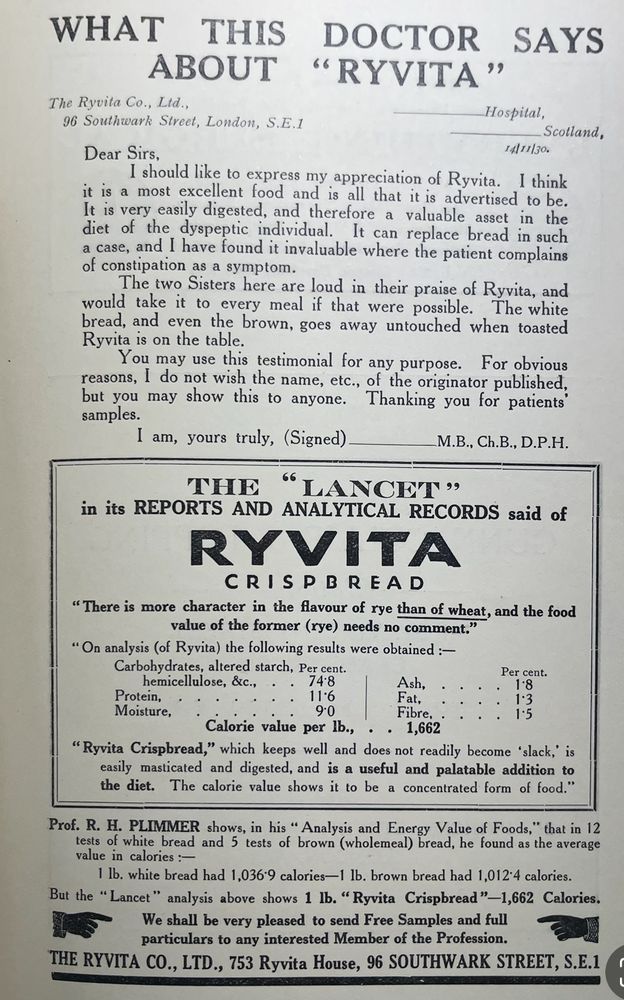 WHAT THIS DOCTOR SAYS
ABOUT "RYVITA"
The Ryvita Co., Ltd.,
96 Southwark Street, London, S.E.1
Hospital,
Scotland,
14/11/30.
Dear Sirs,
I should like to express my appreciation of Ryvita. I think
it is a most excellent food and is all that it is advertised to be.
It is very easily digested, and therefore a valuable asset in the
diet of the dyspeptic individual. It can replace bread in such
a case, and I have found it invaluable where the patient complains
of constipation as a symptom.
The two Sisters here are loud in their praise of Ryvita, and
would take it to every meal if that were possible. The white
bread, and even the brown, goes away untouched when toasted
Ryvita is on the table.
You may use this testimonial for any purpose. For obvious
reasons, I do not wish the name, etc., of the originator published,
but you may show this to anyone. Thanking you for patients'
samples.
I am, yours truly, (Signed) M.B., Ch.B., D.P.H.
THE "LANCET"
in its REPORTS AND ANALYTICAL RECORDS said of
RYVITA
CRISPBREAD
"There is more character in the flavour of rye than of wheat, and the food
value of the former (rye) needs no comment."
"On analysis (of Ryvita) the following results were obtained :—
Carbohydrates, altered starch, Per cent.
hemicellulose, &c., . . 74·8
Protein, . . . . . . . 11·6
Moisture, . . . . . . 9·0
Per cent.
Ash, . . . . 1·8
Fat, . . . . 1·3
Fibre, . . . . 1·5
Calorie value per lb., . . 1,662
"Ryvita Crispbread," which keeps well and does not readily become 'slack,' is
easily masticated and digested, and is a useful and palatable addition to
the diet. The calorie value shows it to be a concentrated form of food."
Prof. R. H. PLIMMER shows, in his "Analysis and Energy Value of Foods," that in 12
tests of white bread and 5 tests of brown (wholemeal) bread, he found as the average
value in calories :—
1 lb. white bread had 1,036·9 calories—1 lb. brown bread had 1,012·4 calories.
But the "Lancet" analysis above shows 1 lb. "Ryvita Crispbread"—1,662 Calories.
We shall be very pleased to send Free Samples and full
particulars to any interested Member of the Profession.
THE RYVITA CO., LTD., 753 Ryvita House, 96 SOUTHWARK STREET, S.E.1